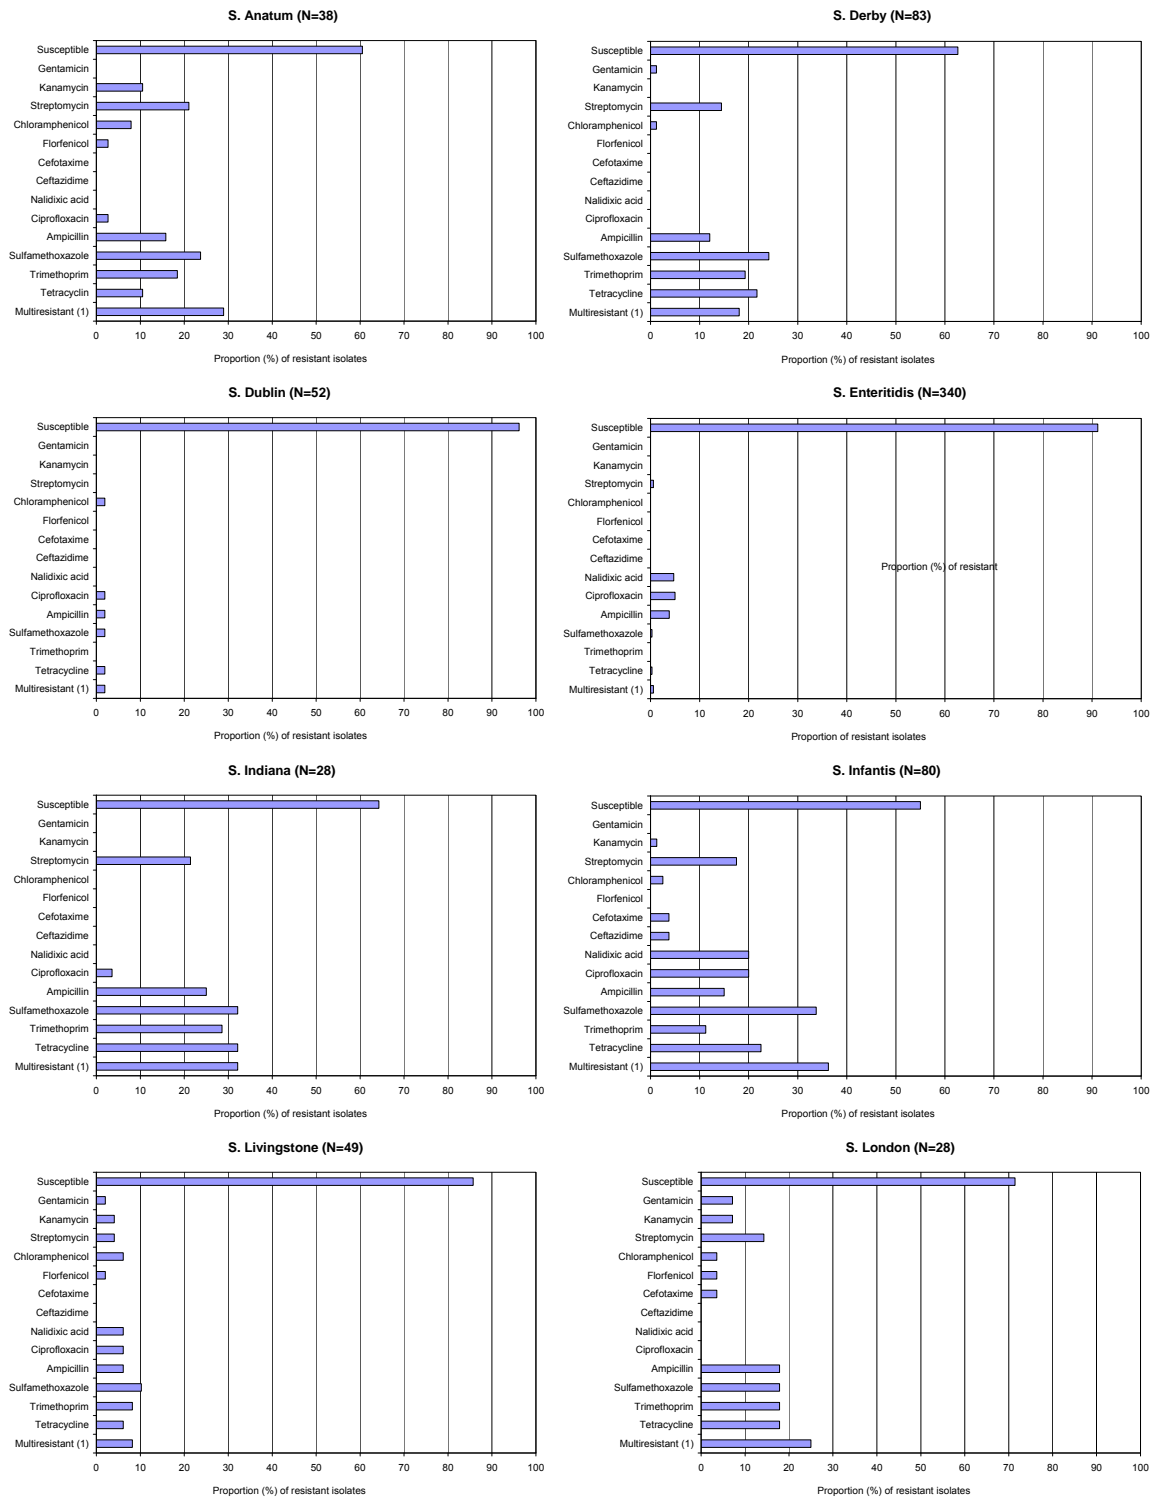 S. Anatum (N=38)
Susceptible
Gentamicin
Kanamycin
Streptomycin
Chloramphenicol
Florfenicol
Cefotaxime
Ceftazidime
Nalidixic acid
Ciprofloxacin
Ampicillin
Sulfamethoxazole
Trimethoprim
Tetracyclin
Multiresistant (1)
0 10 20 30 40 50 60 70 80 90 100
Proportion (%) of resistant isolates
S. Derby (N=83)
Susceptible
Gentamicin
Kanamycin
Streptomycin
Chloramphenicol
Florfenicol
Cefotaxime
Ceftazidime
Nalidixic acid
Ciprofloxacin
Ampicillin
Sulfamethoxazole
Trimethoprim
Tetracycline
Multiresistant (1)
0 10 20 30 40 50 60 70 80 90 100
Proportion (%) of resistant isolates
S. Dublin (N=52)
Susceptible
Gentamicin
Kanamycin
Streptomycin
Chloramphenicol
Florfenicol
Cefotaxime
Ceftazidime
Nalidixic acid
Ciprofloxacin
Ampicillin
Sulfamethoxazole
Trimethoprim
Tetracycline
Multiresistant (1)
0 10 20 30 40 50 60 70 80 90 100
Proportion (%) of resistant isolates
S. Enteritidis (N=340)
Susceptible
Gentamicin
Kanamycin
Streptomycin
Chloramphenicol
Florfenicol
Cefotaxime
Ceftazidime
Proportion (%) of resistant
Nalidixic acid
Ciprofloxacin
Ampicillin
Sulfamethoxazole
Trimethoprim
Tetracycline
Multiresistant (1)
0 10 20 30 40 50 60 70 80 90 100
Proportion of resistant isolates
S. Indiana (N=28)
Susceptible
Gentamicin
Kanamycin
Streptomycin
Chloramphenicol
Florfenicol
Cefotaxime
Ceftazidime
Nalidixic acid
Ciprofloxacin
Ampicillin
Sulfamethoxazole
Trimethoprim
Tetracycline
Multiresistant (1)
0 10 20 30 40 50 60 70 80 90 100
Proportion (%) of resistant isolates
S. Infantis (N=80)
Susceptible
Gentamicin
Kanamycin
Streptomycin
Chloramphenicol
Florfenicol
Cefotaxime
Ceftazidime
Nalidixic acid
Ciprofloxacin
Ampicillin
Sulfamethoxazole
Trimethoprim
Tetracycline
Multiresistant (1)
0 10 20 30 40 50 60 70 80 90 100
Proportion (%) of resistant isolates
S. Livingstone (N=49)
Susceptible
Gentamicin
Kanamycin
Streptomycin
Chloramphenicol
Florfenicol
Cefotaxime
Ceftazidime
Nalidixic acid
Ciprofloxacin
Ampicillin
Sulfamethoxazole
Trimethoprim
Tetracycline
Multiresistant (1)
0 10 20 30 40 50 60 70 80 90 100
Proportion (%) of resistant isolates
S. London (N=28)
Susceptible
Gentamicin
Kanamycin
Streptomycin
Chloramphenicol
Florfenicol
Cefotaxime
Ceftazidime
Nalidixic acid
Ciprofloxacin
Ampicillin
Sulfamethoxazole
Trimethoprim
Tetracycline
Multiresistant (1)
0 10 20 30 40 50 60 70 80 90 100
Proportion (%) of resistant isolates